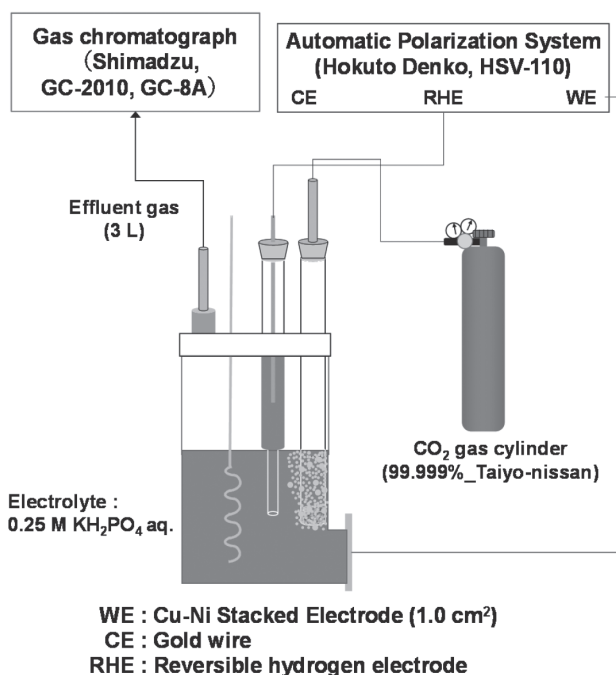 Gas chromatograph
(Shimadzu,
GC-2010, GC-8A)
Automatic Polarization System
(Hokuto Denko, HSV-110)
CE RHE WE
Effluent gas
(3 L)
CO₂ gas cylinder
(99.999%_Taiyo-nissan)
Electrolyte :
0.25 M KH₂PO₄ aq.
WE : Cu-Ni Stacked Electrode (1.0 cm²)
CE : Gold wire
RHE : Reversible hydrogen electrode